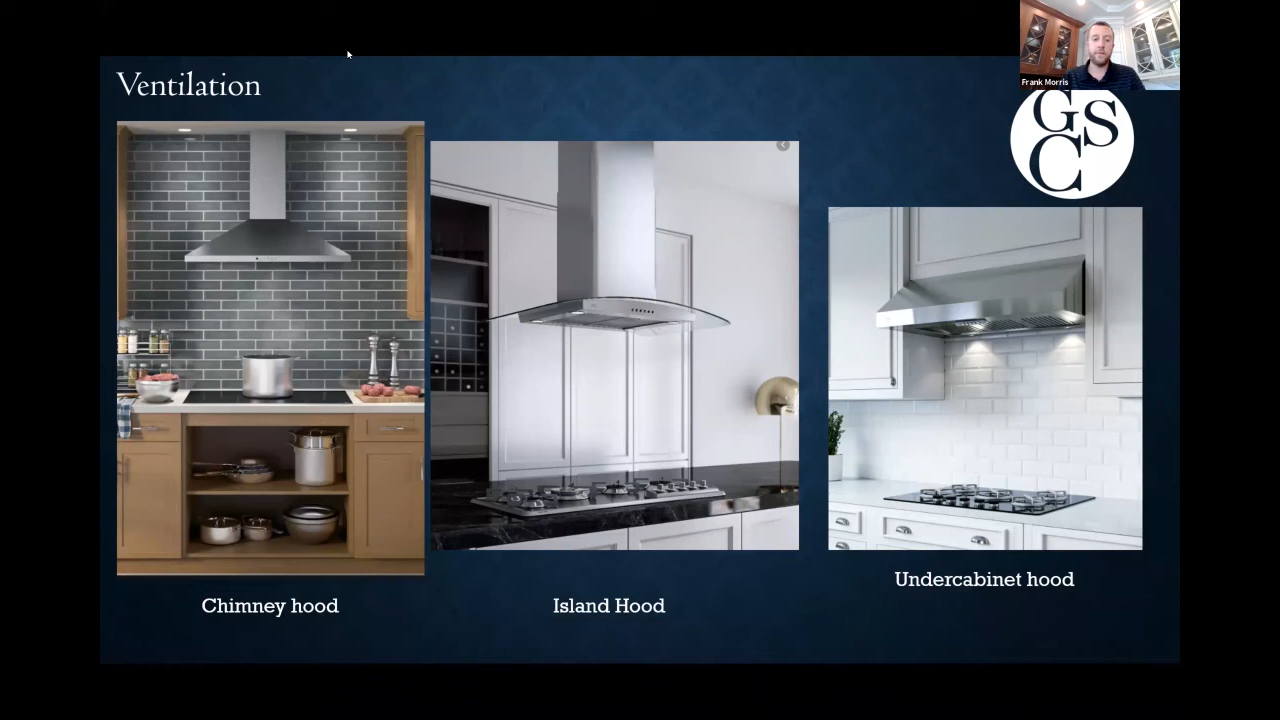 Frank Morris
Ventilation
GSC
Chimney hood
Island Hood
Undercabinet hood